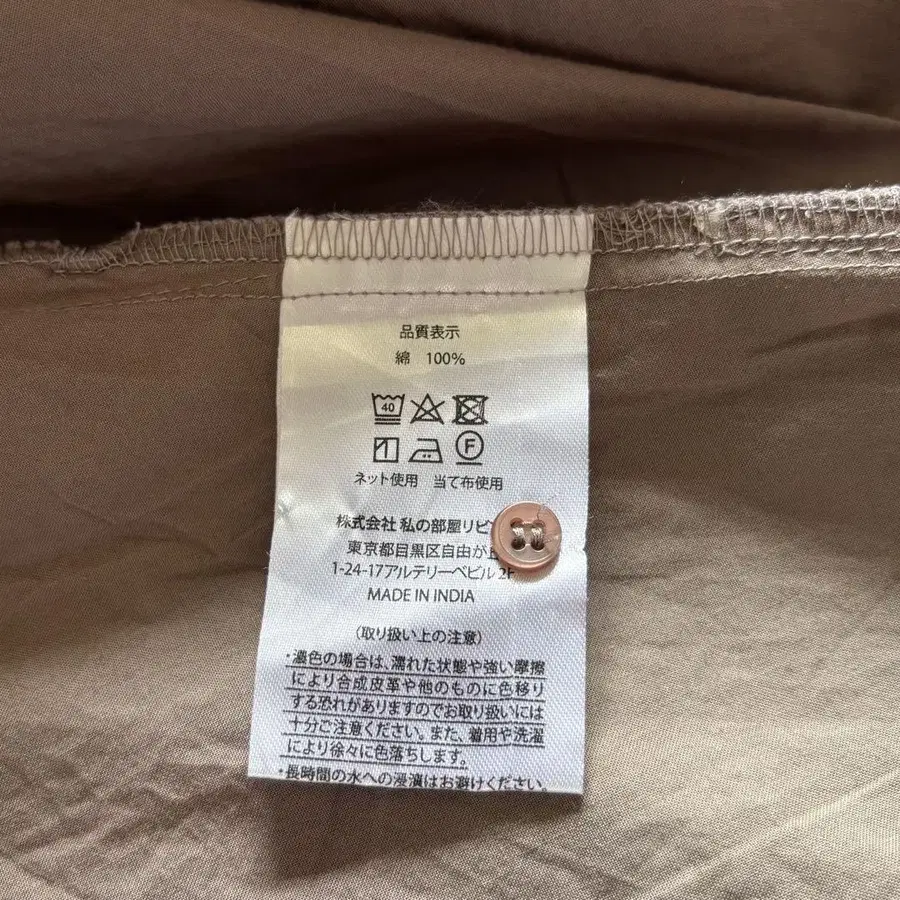 品質表示
綿 100%
40
F
ネット使用 当て布使用
株式会社 私の部屋リビ
東京都目黒区自由が丘
1-24-17アルテリーベビル 2F
MADE IN INDIA
(取り扱い上の注意)
・濃色の場合は、濡れた状態や強い摩擦
により合成皮革や他のものに色移り
する恐れがありますのでお取り扱いには
十分ご注意ください。また、着用や洗濯
により徐々に色落ちします。
・長時間の水への浸漬はお避けください。